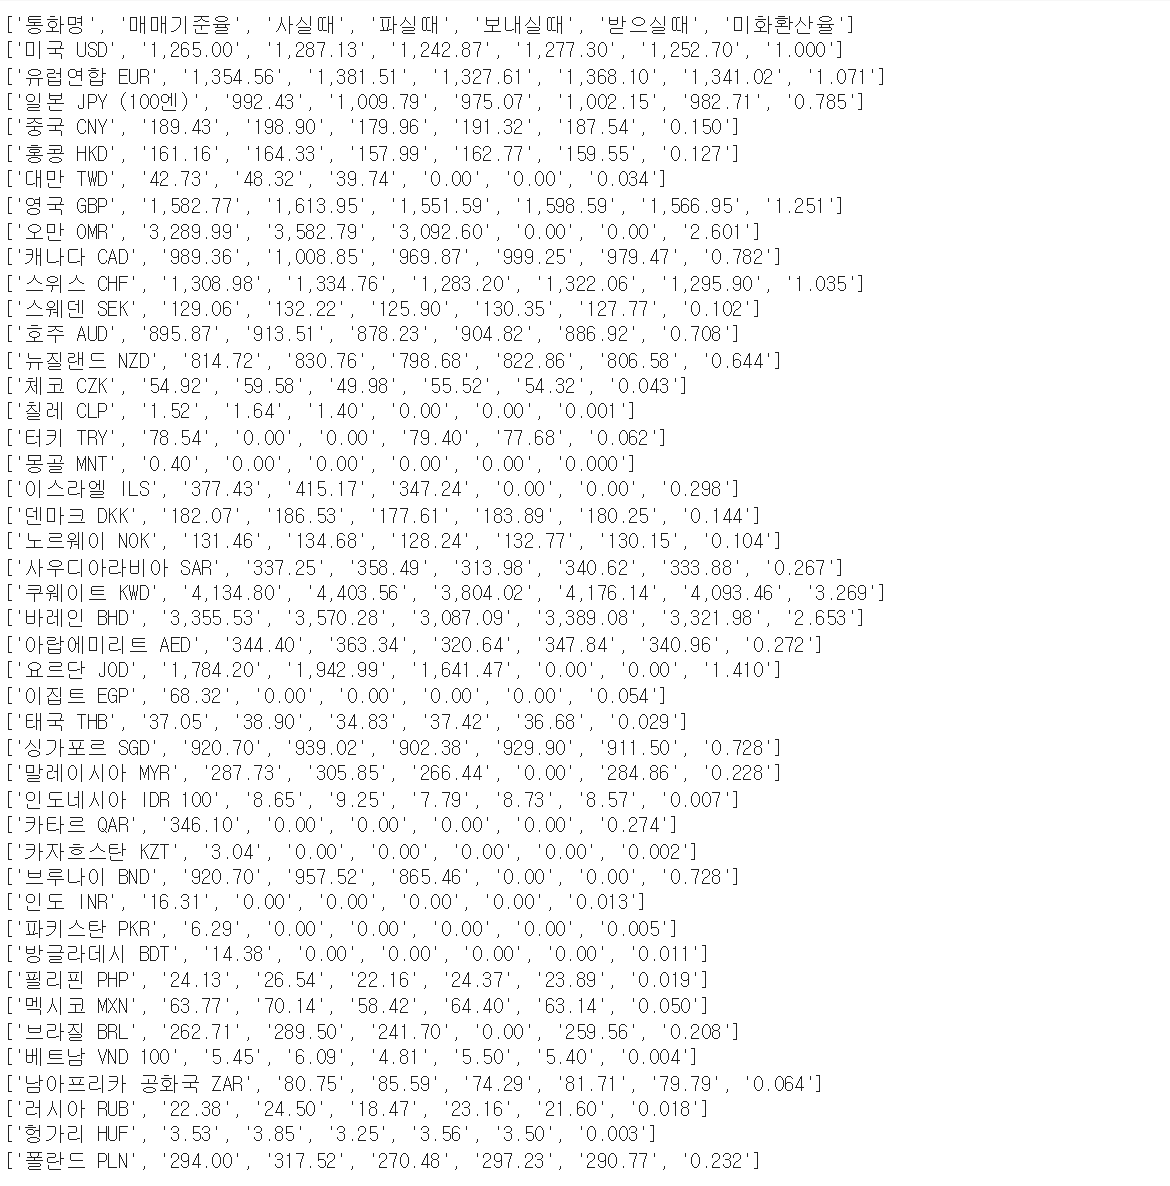 ['통화명', '매매기준율', '사실때', '파실때', '보내실때', '받으실때', '미화환산율']
['미국 USD', '1,265.00', '1,287.13', '1,242.87', '1,277.30', '1,252.70', '1.000']
['유럽연합 EUR', '1,354.56', '1,381.51', '1,327.61', '1,368.10', '1,341.02', '1.071']
['일본 JPY (100엔)', '992.43', '1,009.79', '975.07', '1,002.15', '982.71', '0.785']
['중국 CNY', '189.43', '198.90', '179.96', '191.32', '187.54', '0.150']
['홍콩 HKD', '161.16', '164.33', '157.99', '162.77', '159.55', '0.127']
['대만 TWD', '42.73', '48.32', '39.74', '0.00', '0.00', '0.034']
['영국 GBP', '1,582.77', '1,613.95', '1,551.59', '1,598.59', '1,566.95', '1.251']
['오만 OMR', '3,289.99', '3,582.79', '3,092.60', '0.00', '0.00', '2.601']
['캐나다 CAD', '989.36', '1,008.85', '969.87', '999.25', '979.47', '0.782']
['스위스 CHF', '1,308.98', '1,334.76', '1,283.20', '1,322.06', '1,295.90', '1.035']
['스웨덴 SEK', '129.06', '132.22', '125.90', '130.35', '127.77', '0.102']
['호주 AUD', '895.87', '913.51', '878.23', '904.82', '886.92', '0.708']
['뉴질랜드 NZD', '814.72', '830.76', '798.68', '822.86', '806.58', '0.644']
['체코 CZK', '54.92', '59.58', '49.98', '55.52', '54.32', '0.043']
['칠레 CLP', '1.52', '1.64', '1.40', '0.00', '0.00', '0.001']
['터키 TRY', '78.54', '0.00', '0.00', '79.40', '77.68', '0.062']
['몽골 MNT', '0.40', '0.00', '0.00', '0.00', '0.00', '0.000']
['이스라엘 ILS', '377.43', '415.17', '347.24', '0.00', '0.00', '0.298']
['덴마크 DKK', '182.07', '186.53', '177.61', '183.89', '180.25', '0.144']
['노르웨이 NOK', '131.46', '134.68', '128.24', '132.77', '130.15', '0.104']
['사우디아라비아 SAR', '337.25', '358.49', '313.98', '340.62', '333.88', '0.267']
['쿠웨이트 KWD', '4,134.80', '4,403.56', '3,804.02', '4,176.14', '4,093.46', '3.269']
['바레인 BHD', '3,355.53', '3,570.28', '3,087.09', '3,389.08', '3,321.98', '2.653']
['아랍에미리트 AED', '344.40', '363.34', '320.64', '347.84', '340.96', '0.272']
['요르단 JOD', '1,784.20', '1,942.99', '1,641.47', '0.00', '0.00', '1.410']
['이집트 EGP', '68.32', '0.00', '0.00', '0.00', '0.00', '0.054']
['태국 THB', '37.05', '38.90', '34.83', '37.42', '36.68', '0.029']
['싱가포르 SGD', '920.70', '939.02', '902.38', '929.90', '911.50', '0.728']
['말레이시아 MYR', '287.73', '305.85', '266.44', '0.00', '284.86', '0.228']
['인도네시아 IDR 100', '8.65', '9.25', '7.79', '8.73', '8.57', '0.007']
['카타르 QAR', '346.10', '0.00', '0.00', '0.00', '0.00', '0.274']
['카자흐스탄 KZT', '3.04', '0.00', '0.00', '0.00', '0.00', '0.002']
['브루나이 BND', '920.70', '957.52', '865.46', '0.00', '0.00', '0.728']
['인도 INR', '16.31', '0.00', '0.00', '0.00', '0.00', '0.013']
['파키스탄 PKR', '6.29', '0.00', '0.00', '0.00', '0.00', '0.005']
['방글라데시 BDT', '14.38', '0.00', '0.00', '0.00', '0.00', '0.011']
['필리핀 PHP', '24.13', '26.54', '22.16', '24.37', '23.89', '0.019']
['멕시코 MXN', '63.77', '70.14', '58.42', '64.40', '63.14', '0.050']
['브라질 BRL', '262.71', '289.50', '241.70', '0.00', '259.56', '0.208']
['베트남 VND 100', '5.45', '6.09', '4.81', '5.50', '5.40', '0.004']
['남아프리카 공화국 ZAR', '80.75', '85.59', '74.29', '81.71', '79.79', '0.064']
['러시아 RUB', '22.38', '24.50', '18.47', '23.16', '21.60', '0.018']
['헝가리 HUF', '3.53', '3.85', '3.25', '3.56', '3.50', '0.003']
['폴란드 PLN', '294.00', '317.52', '270.48', '297.23', '290.77', '0.232']